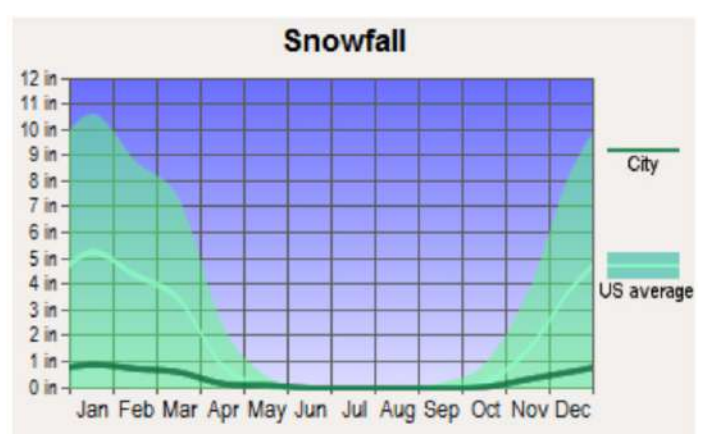 Snowfall
12 in
11 in
10 in
9 in
8 in
7 in
6 in
5 in
4 in
3 in
2 in
1 in
0 in
Jan Feb Mar Apr May Jun Jul Aug Sep Oct Nov Dec
City
US average